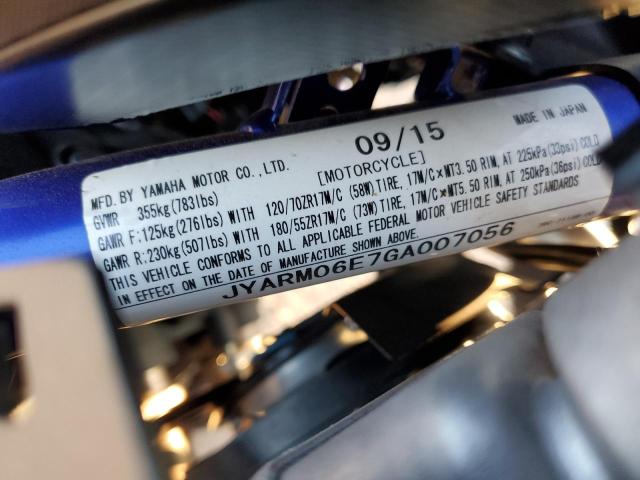 09/15
MADE IN JAPAN
MFD. BY YAMAHA MOTOR CO., LTD. [MOTORCYCLE]
GVWR 355kg(783lbs)
GAWR F:125kg(276lbs) WITH 120/70ZR17M/C (58W)TIRE, 17M/C×MT3.50 RIM, AT 225kPa(33psi) COLD
GAWR R:230kg(507lbs) WITH 180/55ZR17M/C (73W)TIRE, 17M/C×MT5.50 RIM, AT 250kPa(36psi) COLD
THIS VEHICLE CONFORMS TO ALL APPLICABLE FEDERAL MOTOR VEHICLE SAFETY STANDARDS
IN EFFECT ON THE DATE OF MANUFACTURE SHOWN ABOVE.
JYARM06E7GA007056